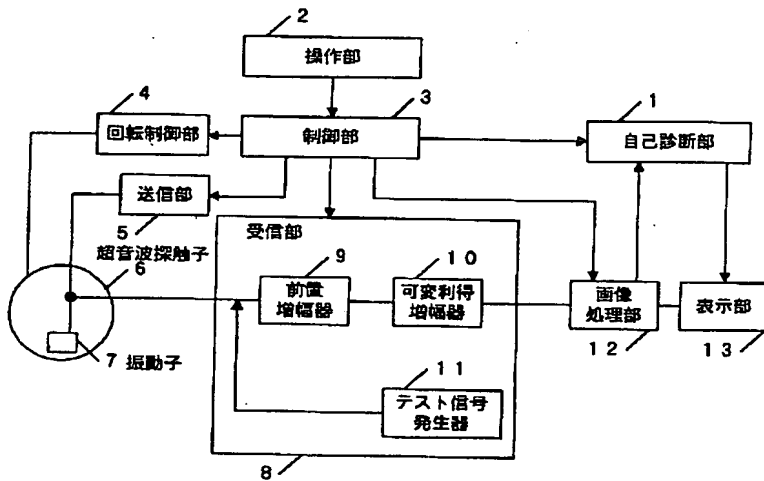 2
操作部
4
3
1
回転制御部
制御部
自己診断部
送信部
5
受信部
超音波探触子
6
9
10
前置
増幅器
可変利得
増幅器
画像
処理部
表示部
7 振動子
12
13
11
テスト信号
発生器
8